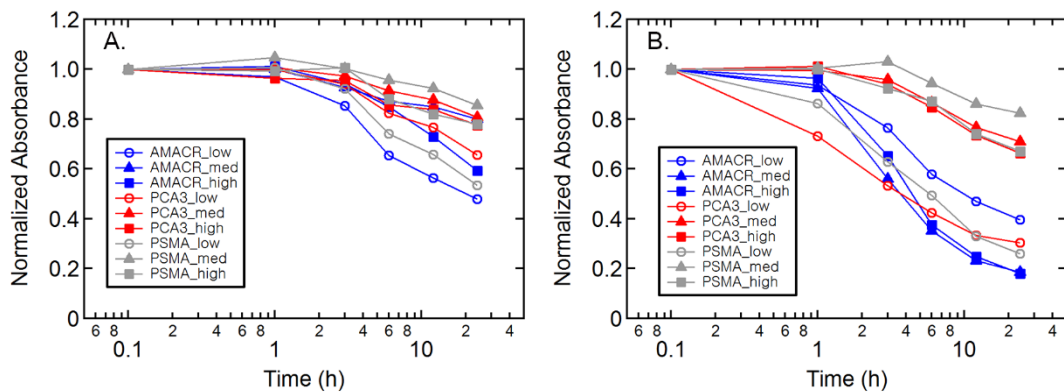 A.
Normalized Absorbance
1.2
1.0
0.8
0.6
0.4
0.2
0
AMACR_low
AMACR_med
AMACR_high
PCA3_low
PCA3_med
PCA3_high
PSMA_low
PSMA_med
PSMA_high
6 8 2 4 6 8 2 4 6 8 2 4
0.1 1 10
Time (h)
B.
Normalized Absorbance
1.2
1.0
0.8
0.6
0.4
0.2
0
AMACR_low
AMACR_med
AMACR_high
PCA3_low
PCA3_med
PCA3_high
PSMA_low
PSMA_med
PSMA_high
6 8 2 4 6 8 2 4 6 8 2 4
0.1 1 10
Time (h)